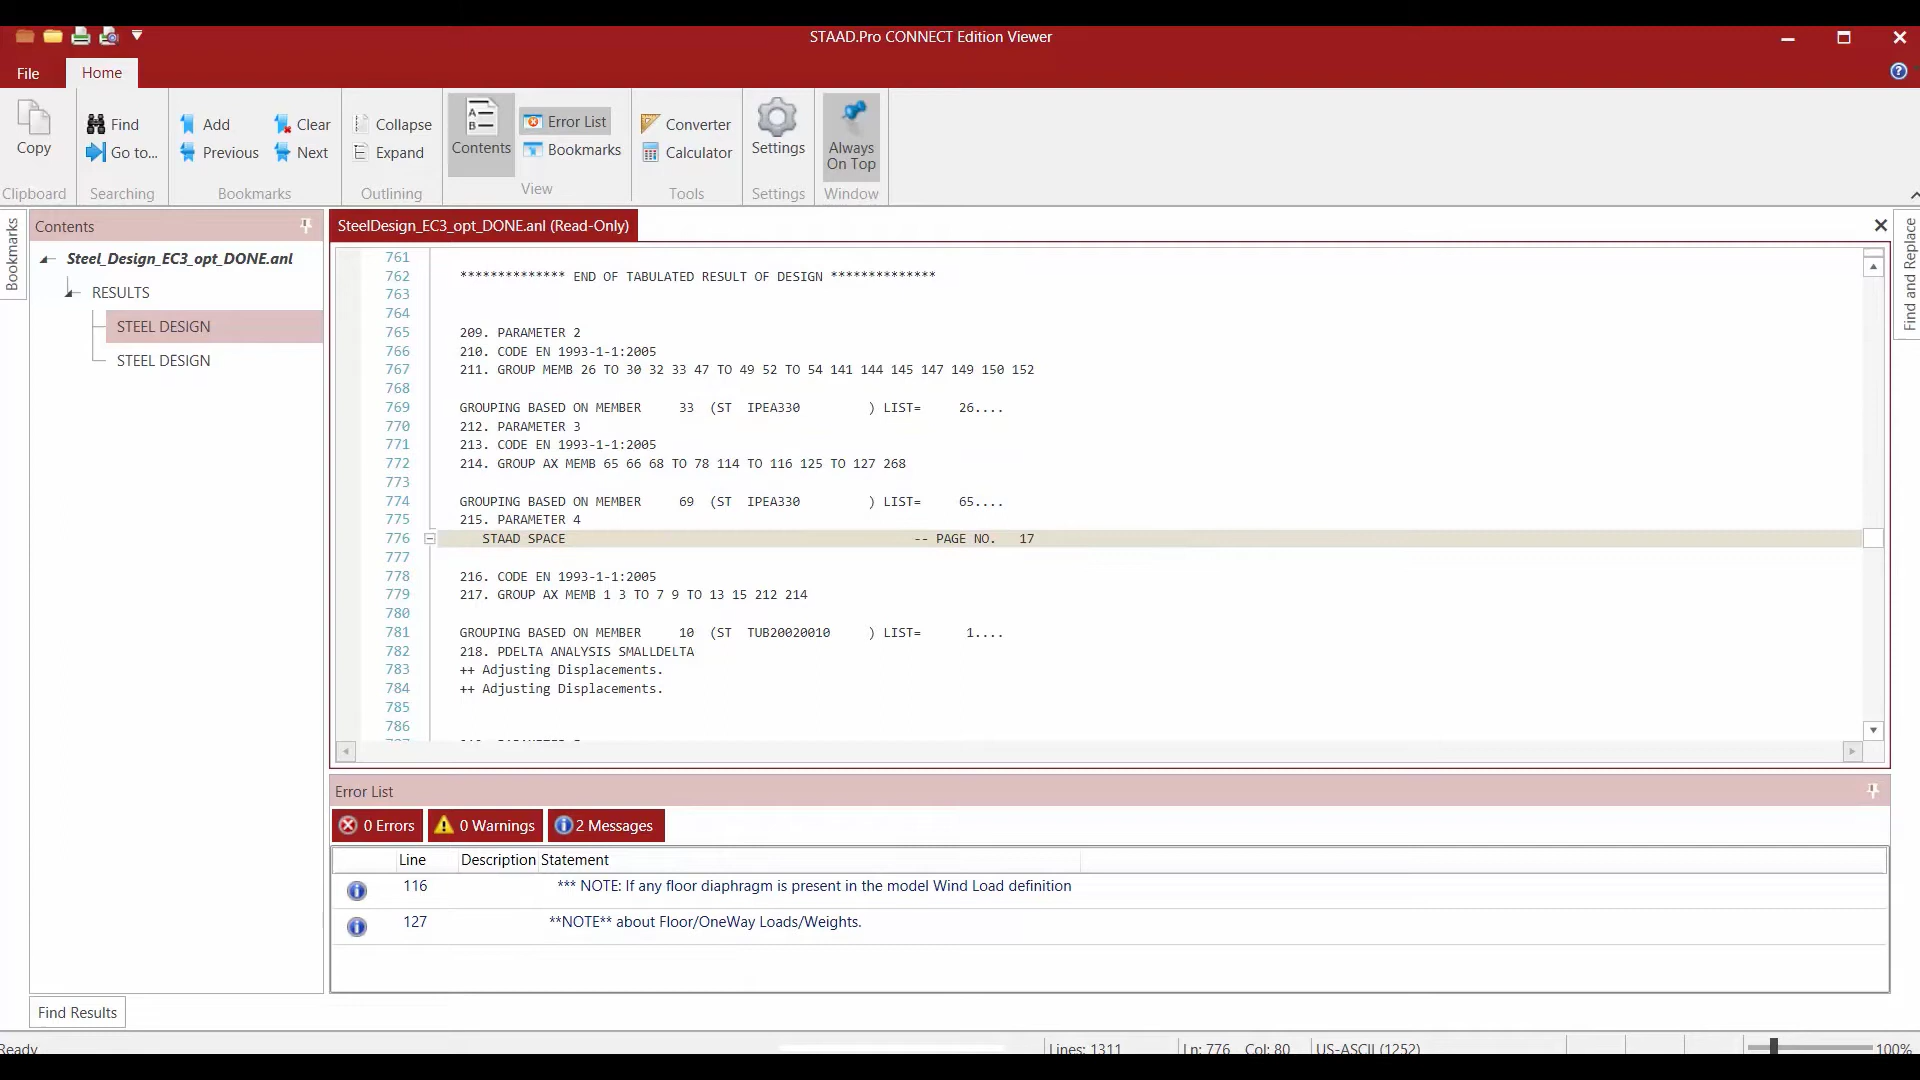 STAAD.Pro CONNECT Edition Viewer
File
Home
Copy
Clipboard
Find
Go to...
Searching
Add
Previous
Clear
Next
Bookmarks
Collapse
Expand
Outlining
Contents
Error List
Bookmarks
View
Converter
Calculator
Tools
Settings
Settings
Always
On Top
Window
Bookmarks
Contents
Steel_Design_EC3_opt_DONE.anl
RESULTS
STEEL DESIGN
STEEL DESIGN
SteelDesign_EC3_opt_DONE.anl (Read-Only)
Find and Replace
761
762 ************** END OF TABULATED RESULT OF DESIGN **************
763
764
765 209. PARAMETER 2
766 210. CODE EN 1993-1-1:2005
767 211. GROUP MEMB 26 TO 30 32 33 47 TO 49 52 TO 54 141 144 145 147 149 150 152
768
769 GROUPING BASED ON MEMBER 33 (ST IPEA330 ) LIST= 26....
770 212. PARAMETER 3
771 213. CODE EN 1993-1-1:2005
772 214. GROUP AX MEMB 65 66 68 TO 78 114 TO 116 125 TO 127 268
773
774 GROUPING BASED ON MEMBER 69 (ST IPEA330 ) LIST= 65....
775 215. PARAMETER 4
776 STAAD SPACE -- PAGE NO. 17
777
778 216. CODE EN 1993-1-1:2005
779 217. GROUP AX MEMB 1 3 TO 7 9 TO 13 15 212 214
780
781 GROUPING BASED ON MEMBER 10 (ST TUB20020010 ) LIST= 1....
782 218. PDELTA ANALYSIS SMALLDELTA
783 ++ Adjusting Displacements.
784 ++ Adjusting Displacements.
785
786
Error List
0 Errors
0 Warnings
2 Messages
Line Description Statement
116 *** NOTE: If any floor diaphragm is present in the model Wind Load definition
127 **NOTE** about Floor/OneWay Loads/Weights.
Find Results
Ready
Lines: 1311
Ln: 776 Col: 80
US-ASCII (1252)
100%